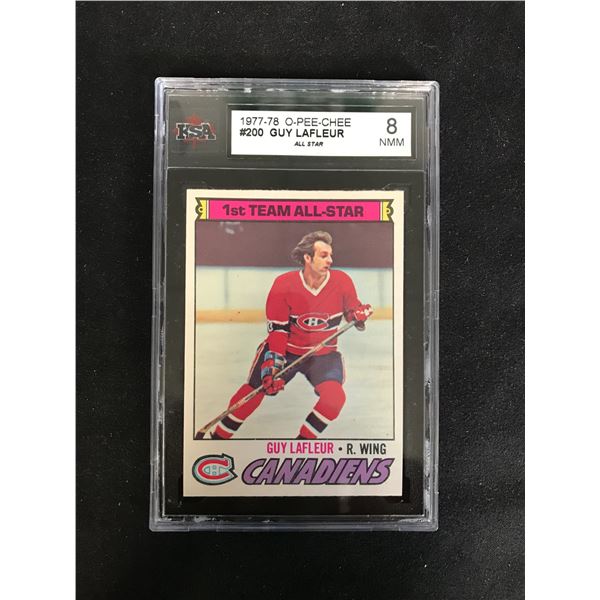 KSA
1977-78 O-PEE-CHEE
#200 GUY LAFLEUR
ALL STAR
8
NMM
1st TEAM ALL-STAR
GUY LAFLEUR • R. WING
CANADIENS